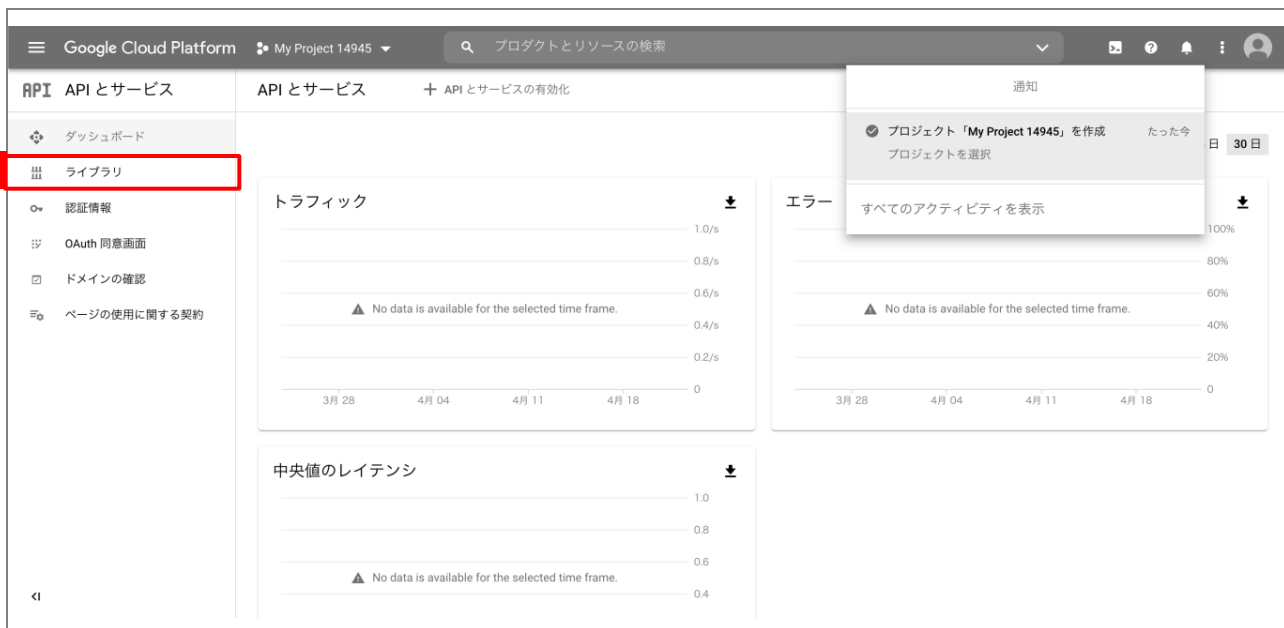 Google Cloud Platform My Project 14945 プロダクトとリソースの検索
API API とサービス
API とサービス + API とサービスの有効化
ダッシュボード
ライブラリ
認証情報
OAuth 同意画面
ドメインの確認
ページの使用に関する契約
通知
プロジェクト「My Project 14945」を作成 たった今
プロジェクトを選択
すべてのアクティビティを表示
日 30 日
トラフィック
1.0/s
0.8/s
0.6/s
No data is available for the selected time frame.
0.4/s
0.2/s
0
3月 28 4月 04 4月 11 4月 18
エラー
100%
80%
60%
No data is available for the selected time frame.
40%
20%
0
3月 28 4月 04 4月 11 4月 18
中央値のレイテンシ
1.0
0.8
0.6
No data is available for the selected time frame.
0.4